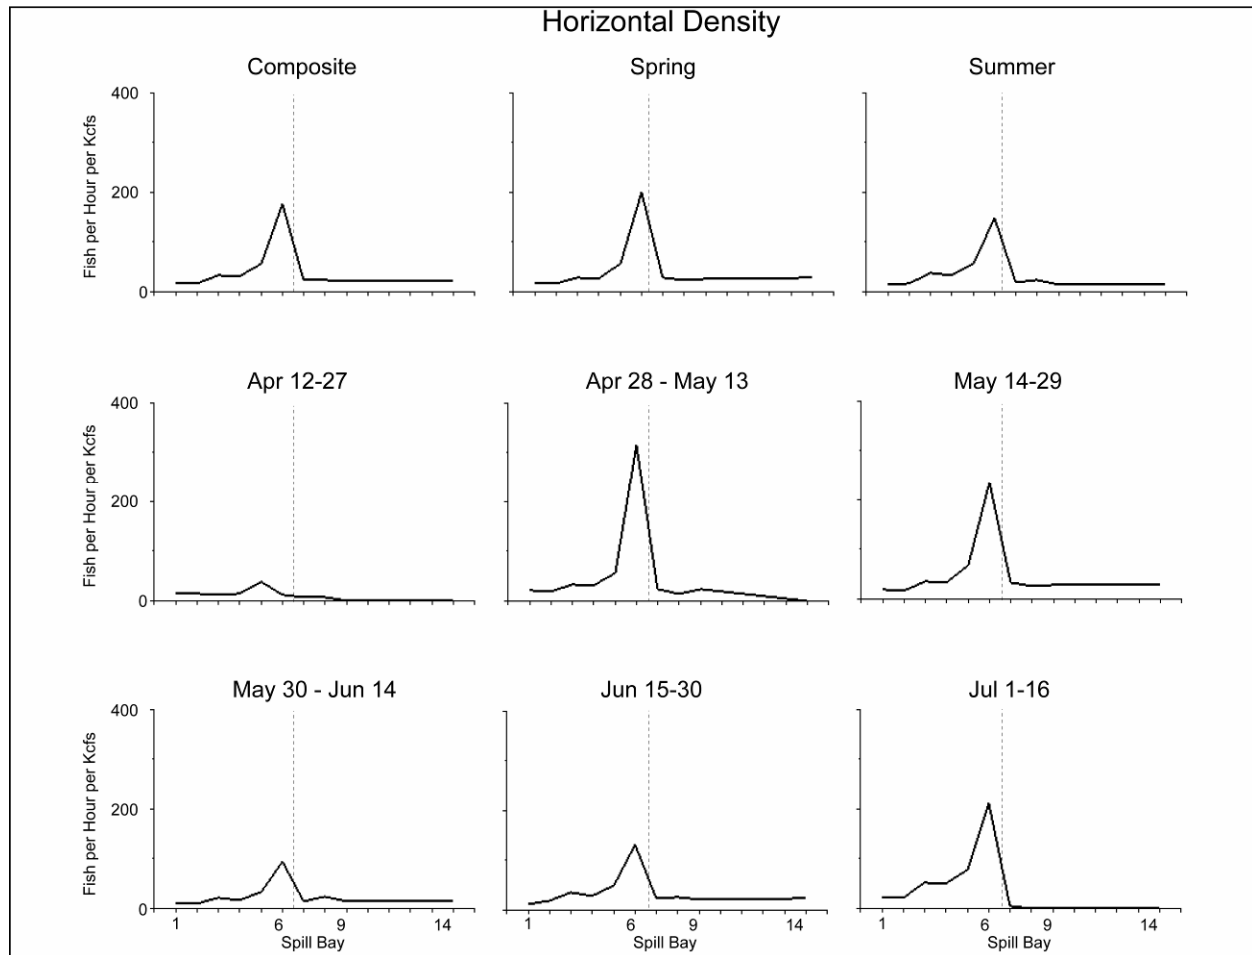 Horizontal Density
Composite
Spring
Summer
Fish per Hour per Kcfs
400
200
0
Apr 12-27
Apr 28 - May 13
May 14-29
Fish per Hour per Kcfs
400
200
0
May 30 - Jun 14
Jun 15-30
Jul 1-16
Fish per Hour per Kcfs
400
200
0
1 6 9 14
1 6 9 14
1 6 9 14
Spill Bay
Spill Bay
Spill Bay